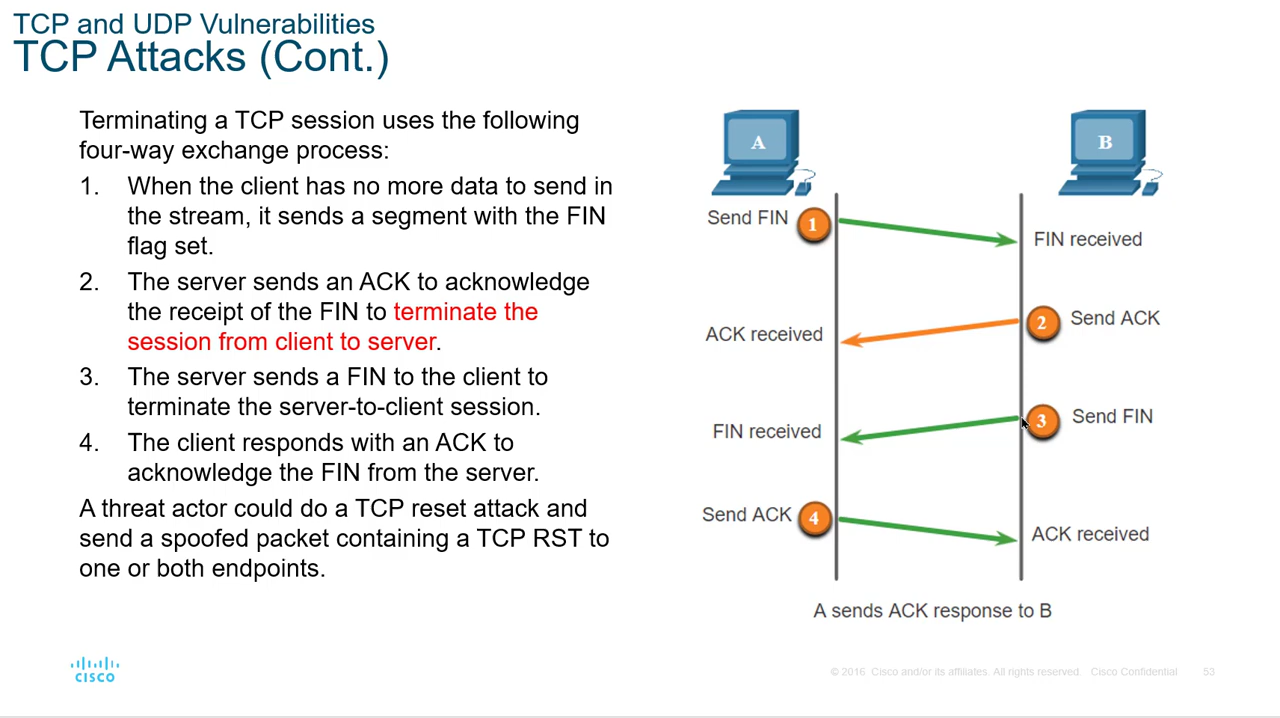 TCP and UDP Vulnerabilities
TCP Attacks (Cont.)
Terminating a TCP session uses the following
four-way exchange process:
1. When the client has no more data to send in
the stream, it sends a segment with the FIN
flag set.
2. The server sends an ACK to acknowledge
the receipt of the FIN to terminate the
session from client to server.
3. The server sends a FIN to the client to
terminate the server-to-client session.
4. The client responds with an ACK to
acknowledge the FIN from the server.
A threat actor could do a TCP reset attack and
send a spoofed packet containing a TCP RST to
one or both endpoints.
A
B
Send FIN
1
FIN received
2
Send ACK
ACK received
3
Send FIN
FIN received
Send ACK
4
ACK received
A sends ACK response to B
CISCO
© 2016 Cisco and/or its affiliates. All rights reserved. Cisco Confidential
53